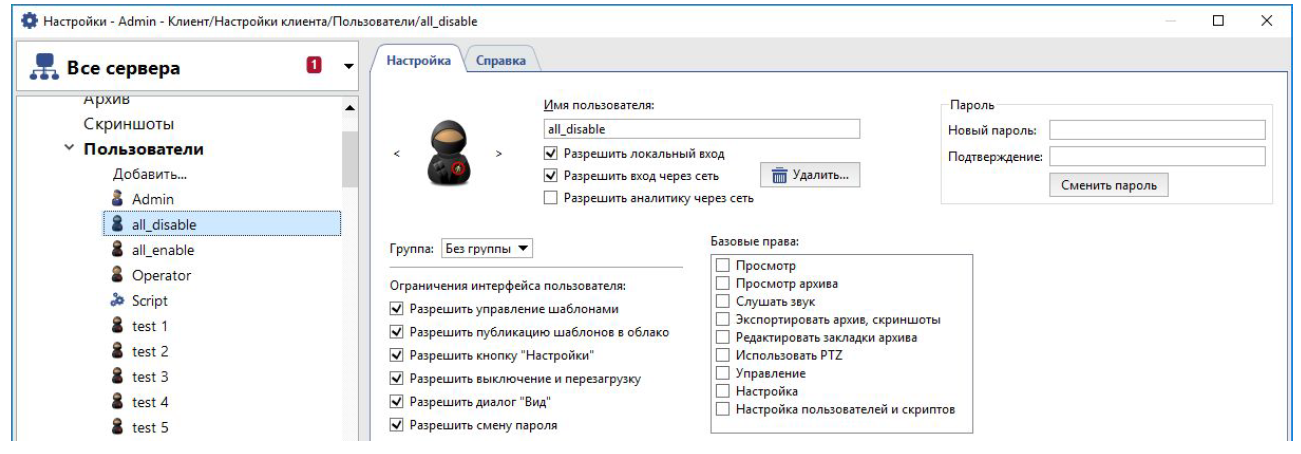 Настройки - Admin - Клиент/Настройки клиента/Пользователи/all_disable
Все сервера
1
Архив
Скриншоты
Пользователи
Добавить...
Admin
all_disable
all_enable
Operator
Script
test 1
test 2
test 3
test 4
test 5
Настройка
Справка
< >
Имя пользователя:
all_disable
Разрешить локальный вход
Разрешить вход через сеть
Разрешить аналитику через сеть
Удалить...
Пароль
Новый пароль:
Подтверждение:
Сменить пароль
Группа: Без группы
Ограничения интерфейса пользователя:
Разрешить управление шаблонами
Разрешить публикацию шаблонов в облако
Разрешить кнопку "Настройки"
Разрешить выключение и перезагрузку
Разрешить диалог "Вид"
Разрешить смену пароля
Базовые права:
Просмотр
Просмотр архива
Слушать звук
Экспортировать архив, скриншоты
Редактировать закладки архива
Использовать PTZ
Управление
Настройка
Настройка пользователей и скриптов